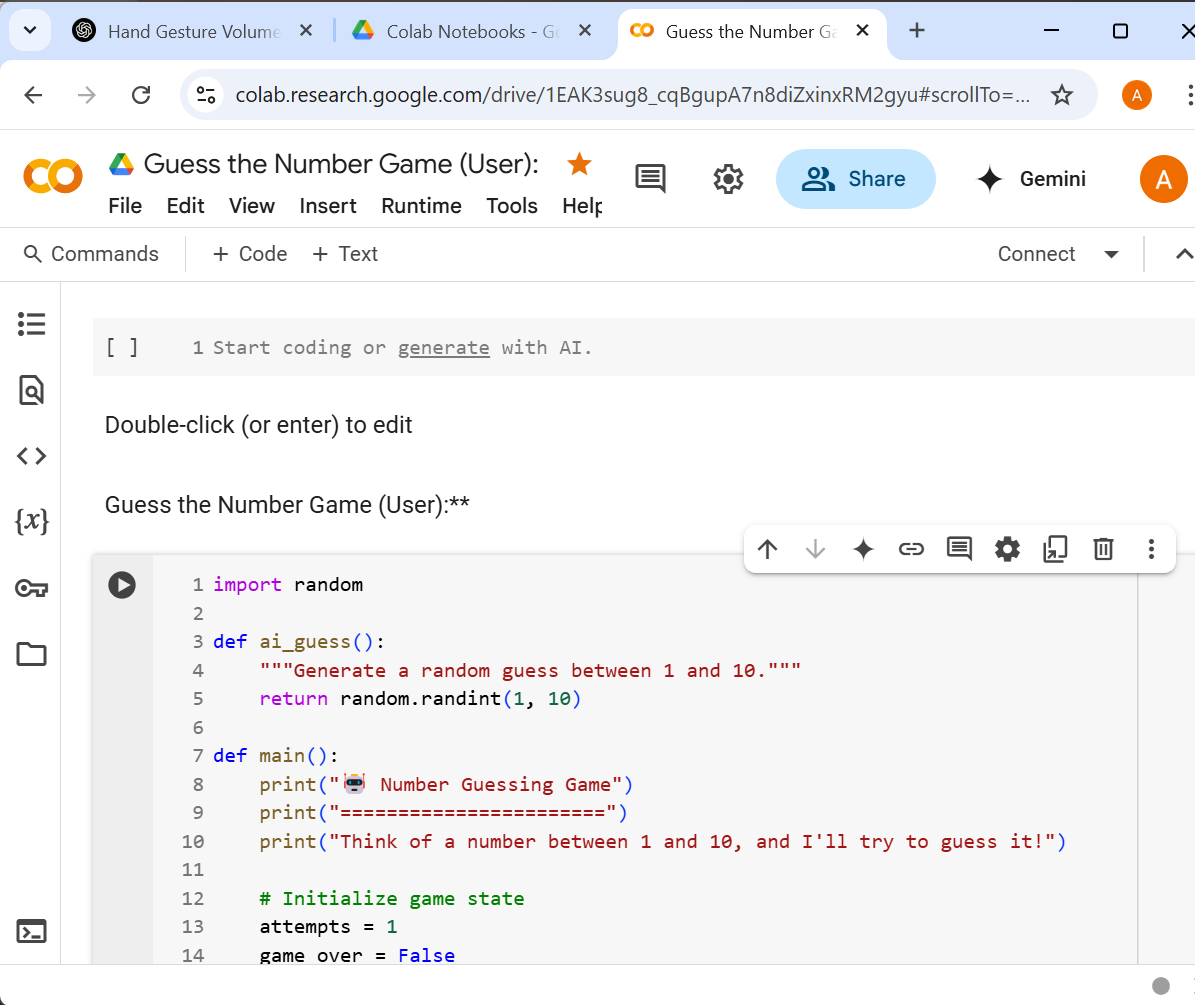 Hand Gesture Volume
Colab Notebooks - Go
Guess the Number Ga
colab.research.google.com/drive/1EAK3sug8_cqBgupA7n8diZxinxRM2gyu#scrollTo=...
A
CO
Guess the Number Game (User):
Share
Gemini
A
File Edit View Insert Runtime Tools Help
Commands + Code + Text
Connect
[ ] 1 Start coding or generate with AI.
Double-click (or enter) to edit
Guess the Number Game (User):**
{x}
1 import random
2
3 def ai_guess():
4     """Generate a random guess between 1 and 10."""
5     return random.randint(1, 10)
6
7 def main():
8     print("🤖 Number Guessing Game")
9     print("=======================")
10     print("Think of a number between 1 and 10, and I'll try to guess it!")
11
12     # Initialize game state
13     attempts = 1
14     game_over = False